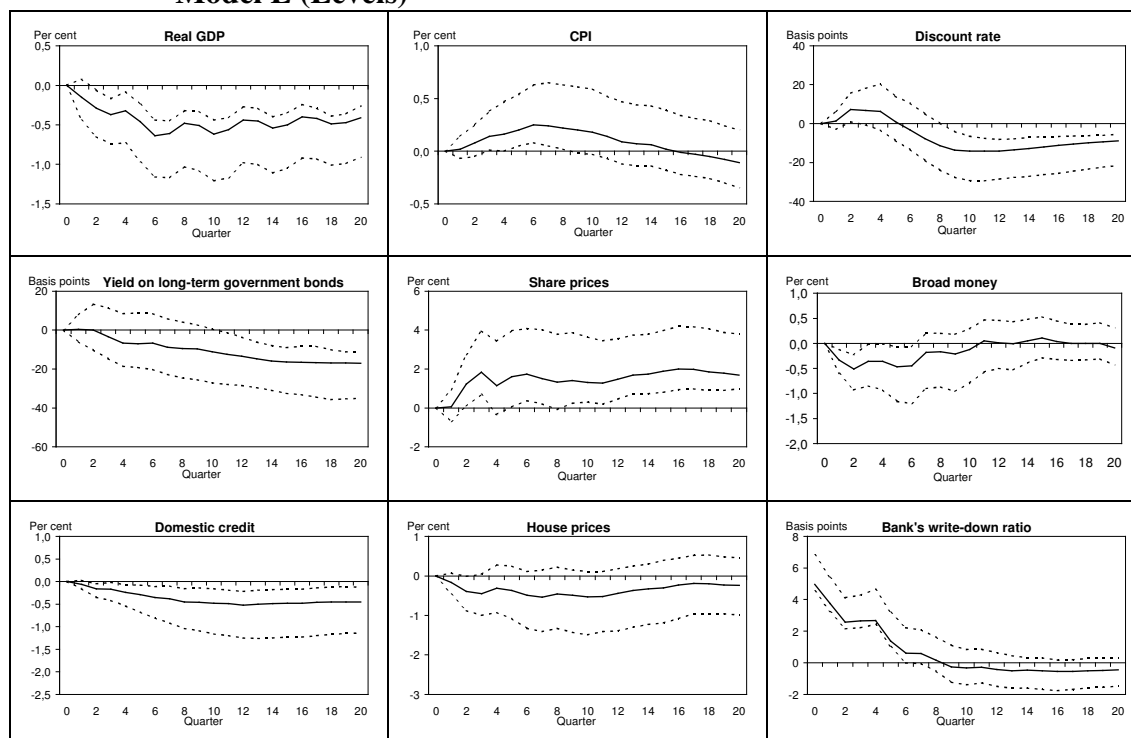 Model L (Levels)
Per cent
Real GDP
0,5
0,0
-0,5
-1,0
-1,5
0 2 4 6 8 10 12 14 16 18 20
Quarter
Per cent
CPI
1,0
0,5
0,0
-0,5
0 2 4 6 8 10 12 14 16 18 20
Quarter
Basis points
Discount rate
40
20
0
-20
-40
0 2 4 6 8 10 12 14 16 18 20
Quarter
Basis points
Yield on long-term government bonds
20
0
-20
-40
-60
0 2 4 6 8 10 12 14 16 18 20
Quarter
Per cent
Share prices
6
4
2
0
-2
0 2 4 6 8 10 12 14 16 18 20
Quarter
Per cent
Broad money
1,0
0,5
0,0
-0,5
-1,0
-1,5
-2,0
0 2 4 6 8 10 12 14 16 18 20
Quarter
Per cent
Domestic credit
1,0
0,5
0,0
-0,5
-1,0
-1,5
-2,0
-2,5
0 2 4 6 8 10 12 14 16 18 20
Quarter
Per cent
House prices
1
0
-1
-2
-3
0 2 4 6 8 10 12 14 16 18 20
Quarter
Basis points
Bank's write-down ratio
8
6
4
2
0
-2
0 2 4 6 8 10 12 14 16 18 20
Quarter